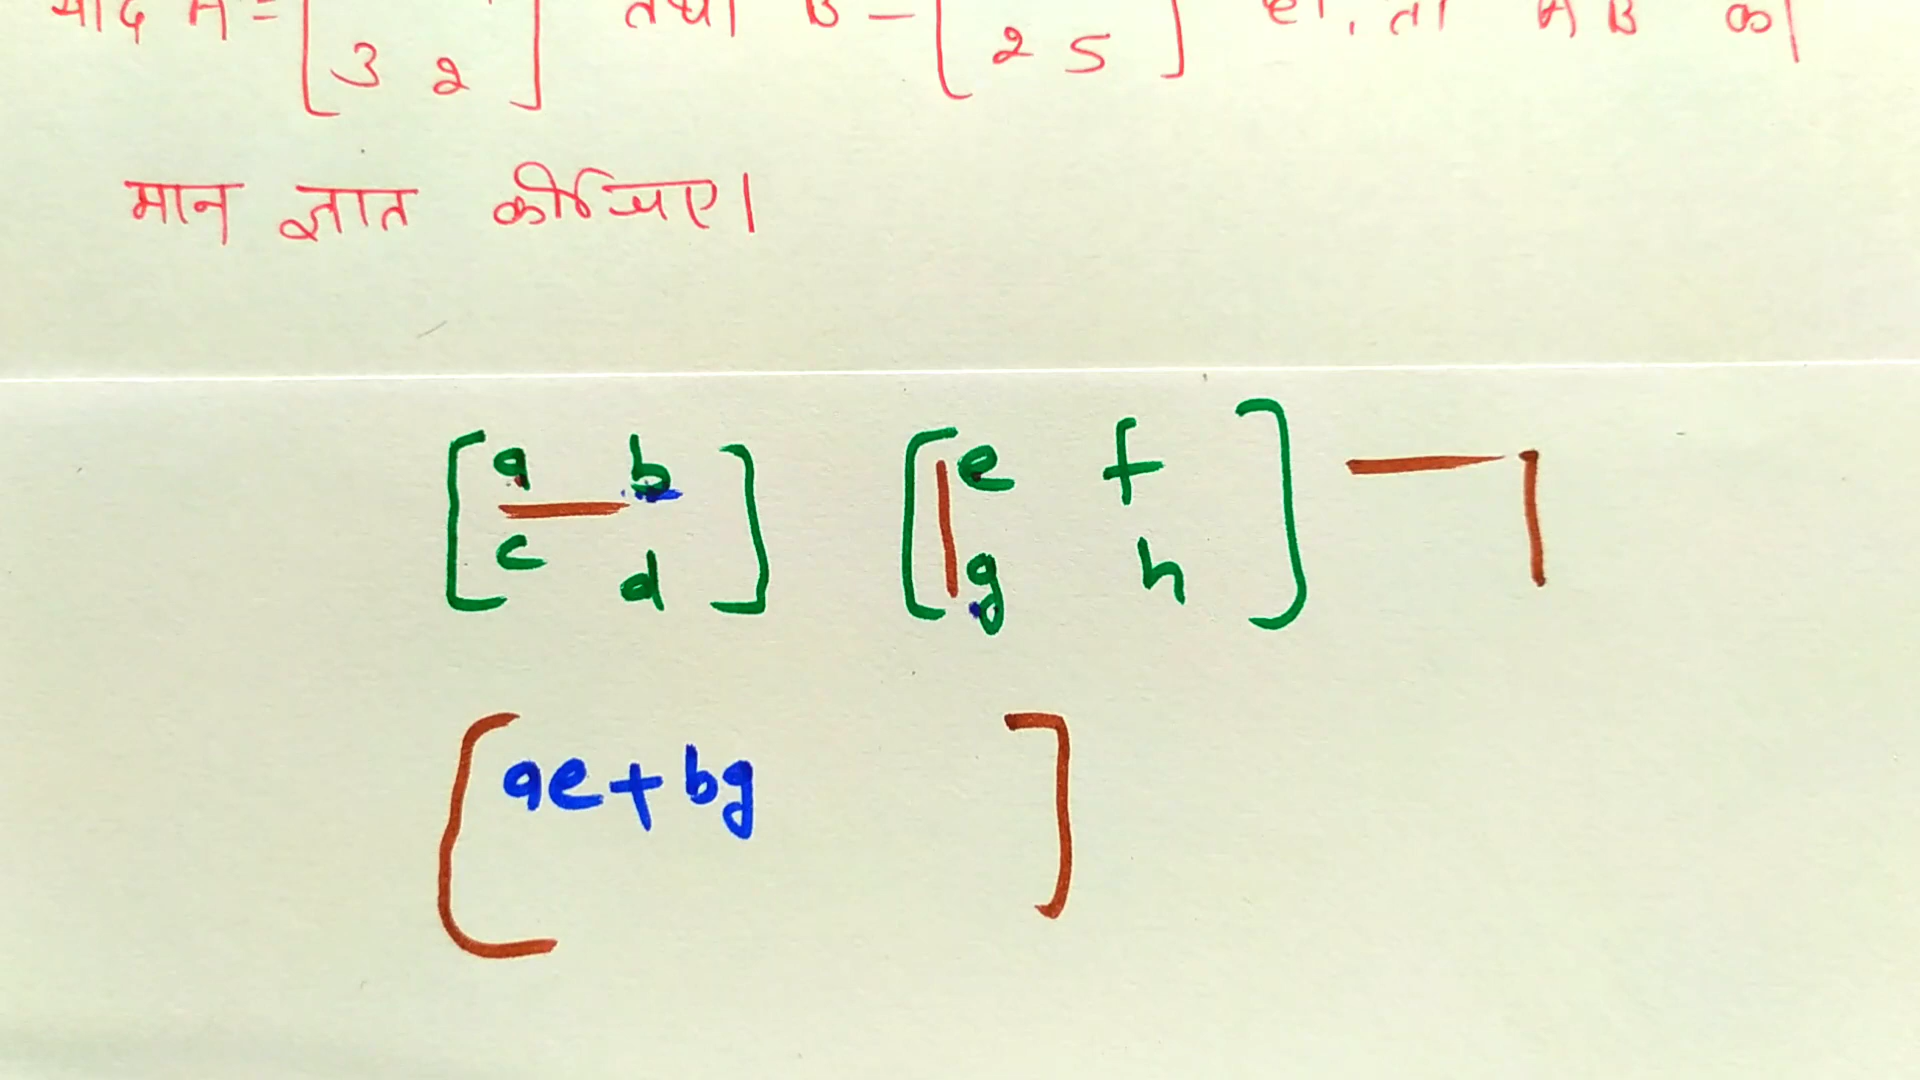 यदि A = [ तथा B = [ हो, तो AB का
3 2 ] 2 5 ]
मान ज्ञात कीजिए।
[ a b ] [ e f ]
c d g h
[ ae + bg ]